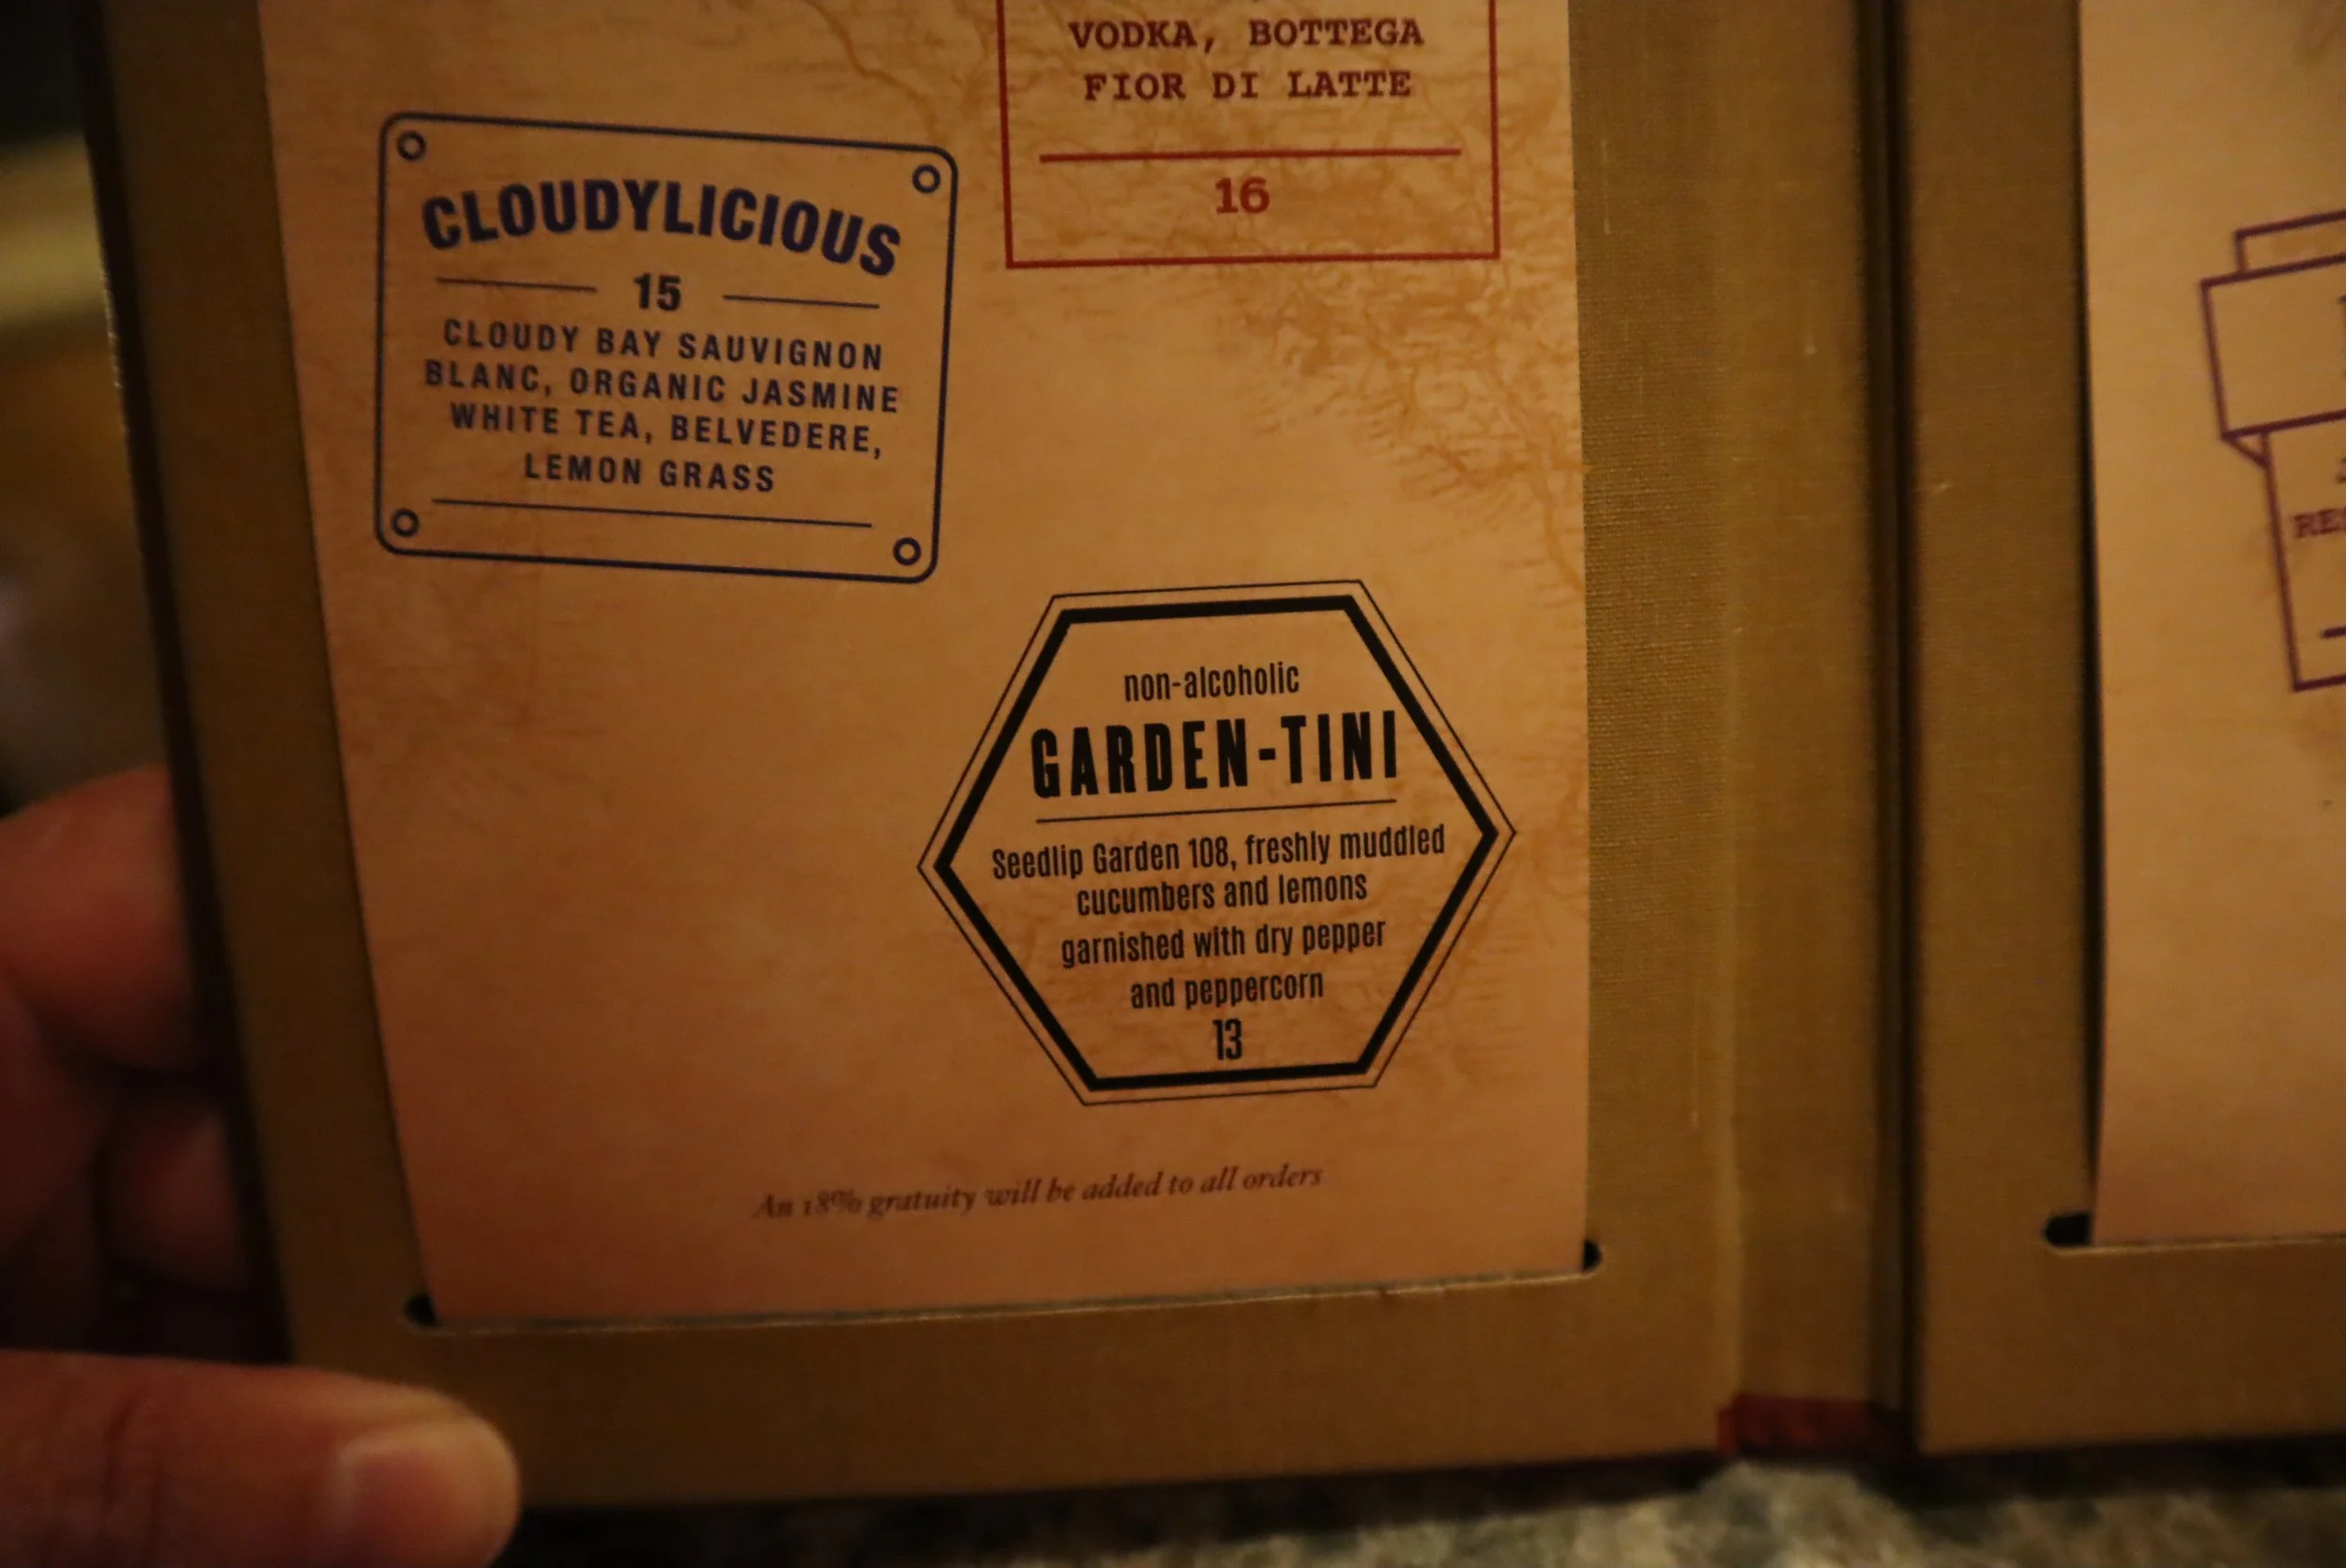 VODKA, BOTTEGA
FIOR DI LATTE
16
CLOUDYLICIOUS
15
CLOUDY BAY SAUVIGNON
BLANC, ORGANIC JASMINE
WHITE TEA, BELVEDERE,
LEMON GRASS
non-alcoholic
GARDEN-TINI
Seedlip Garden 108, freshly muddled
cucumbers and lemons
garnished with dry pepper
and peppercorn
13
An 18% gratuity will be added to all orders